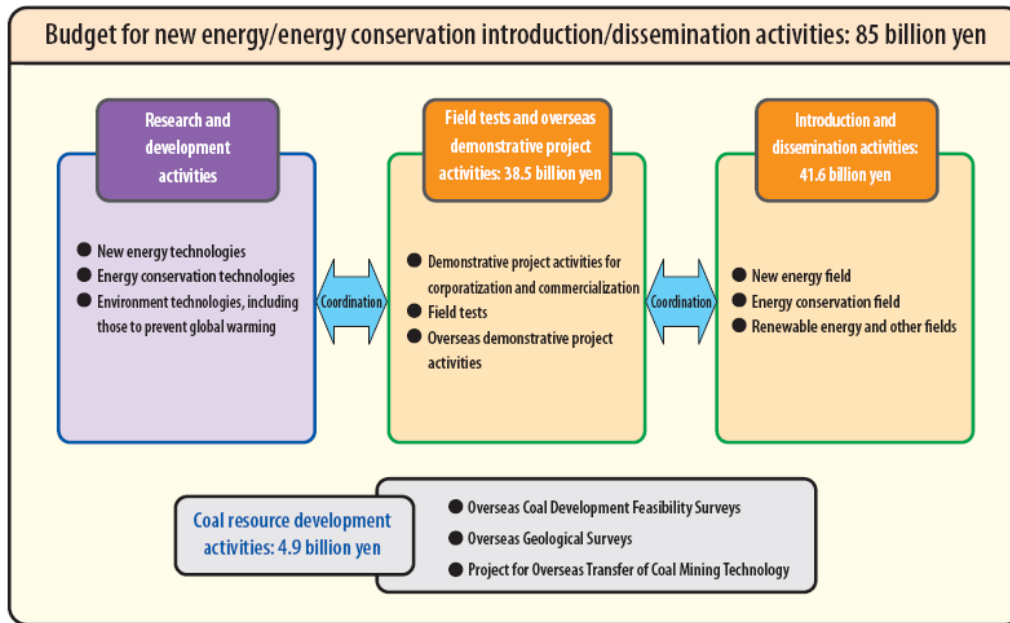 Budget for new energy/energy conservation introduction/dissemination activities: 85 billion yen
Research and
development
activities
● New energy technologies
● Energy conservation technologies
● Environment technologies, including
those to prevent global warming
Coordination
Field tests and overseas
demonstrative project
activities: 38.5 billion yen
● Demonstrative project activities for
corporatization and commercialization
● Field tests
● Overseas demonstrative project
activities
Coordination
Introduction and
dissemination activities:
41.6 billion yen
● New energy field
● Energy conservation field
● Renewable energy and other fields
Coal resource development
activities: 4.9 billion yen
● Overseas Coal Development Feasibility Surveys
● Overseas Geological Surveys
● Project for Overseas Transfer of Coal Mining Technology